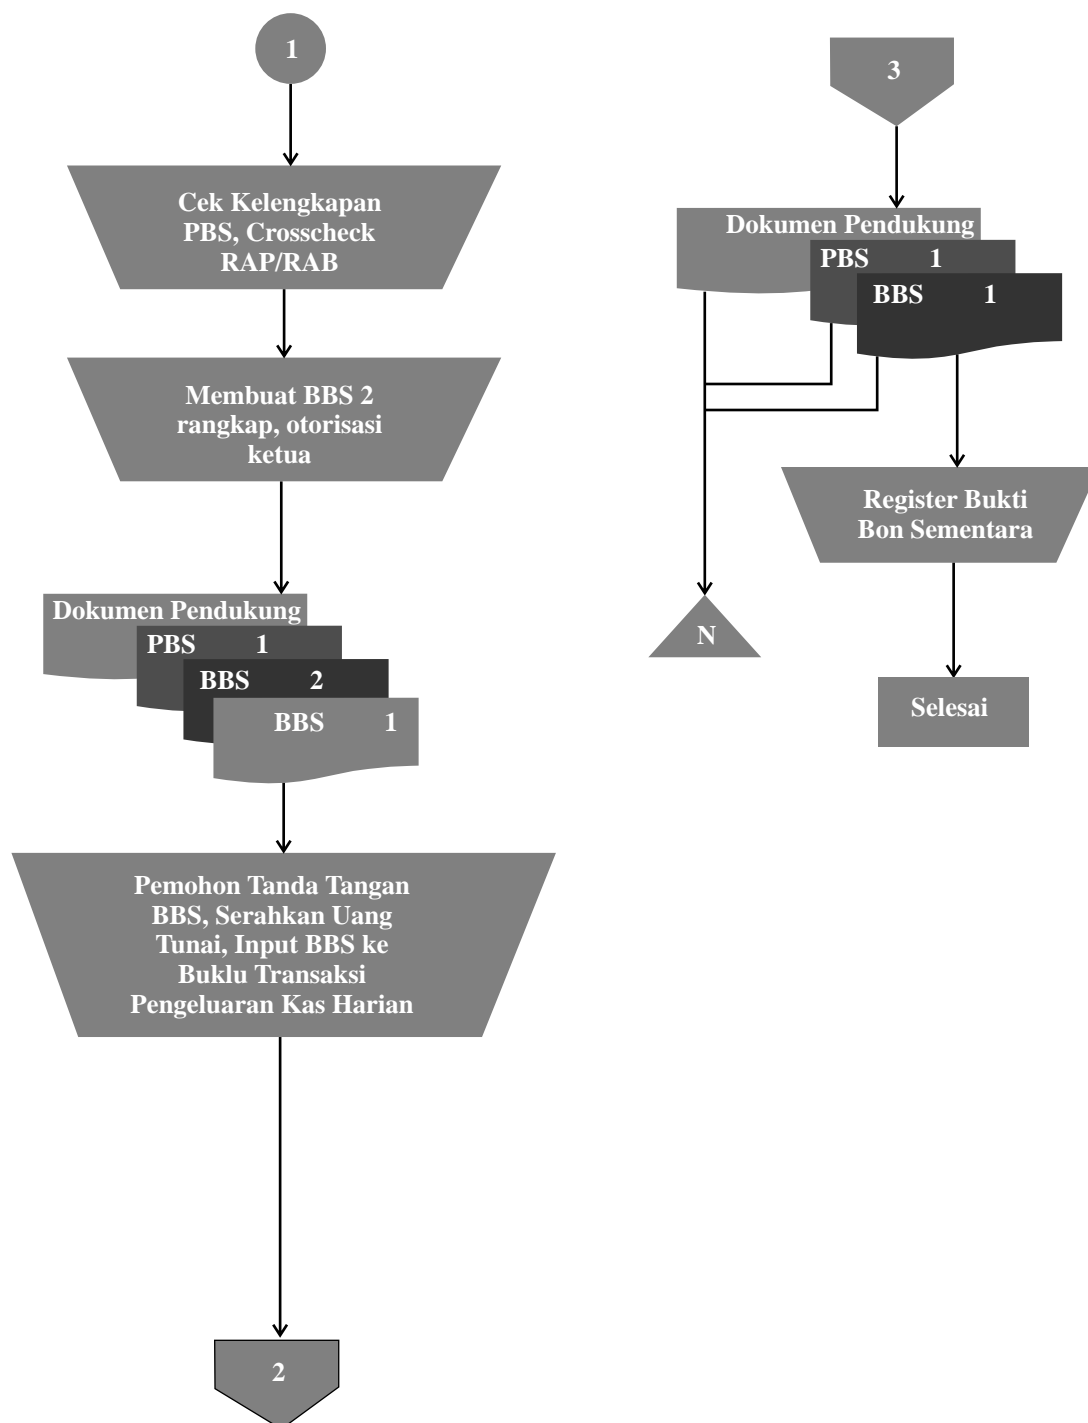 1
Cek Kelengkapan
PBS, Crosscheck
RAP/RAB
Membuat BBS 2
rangkap, otorisasi
ketua
Dokumen Pendukung
PBS 1
BBS 2
BBS 1
Pemohon Tanda Tangan
BBS, Serahkan Uang
Tunai, Input BBS ke
Buklu Transaksi
Pengeluaran Kas Harian
2
3
Dokumen Pendukung
PBS 1
BBS 1
Register Bukti
Bon Sementara
N
Selesai